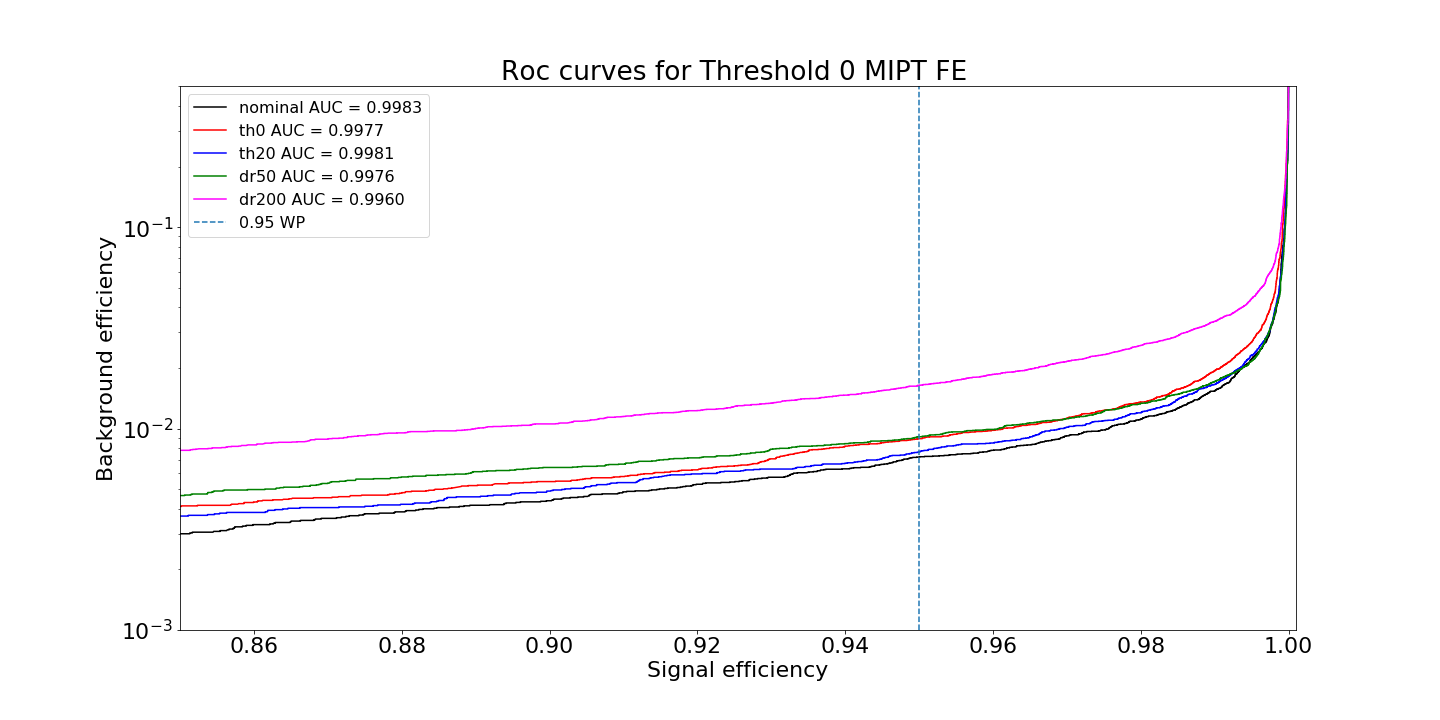 Roc curves for Threshold 0 MIPT FE
nominal AUC = 0.9983
th0 AUC = 0.9977
th20 AUC = 0.9981
dr50 AUC = 0.9976
dr200 AUC = 0.9960
0.95 WP
Background efficiency
10⁻¹
10⁻²
10⁻³
0.86 0.88 0.90 0.92 0.94 0.96 0.98 1.00
Signal efficiency